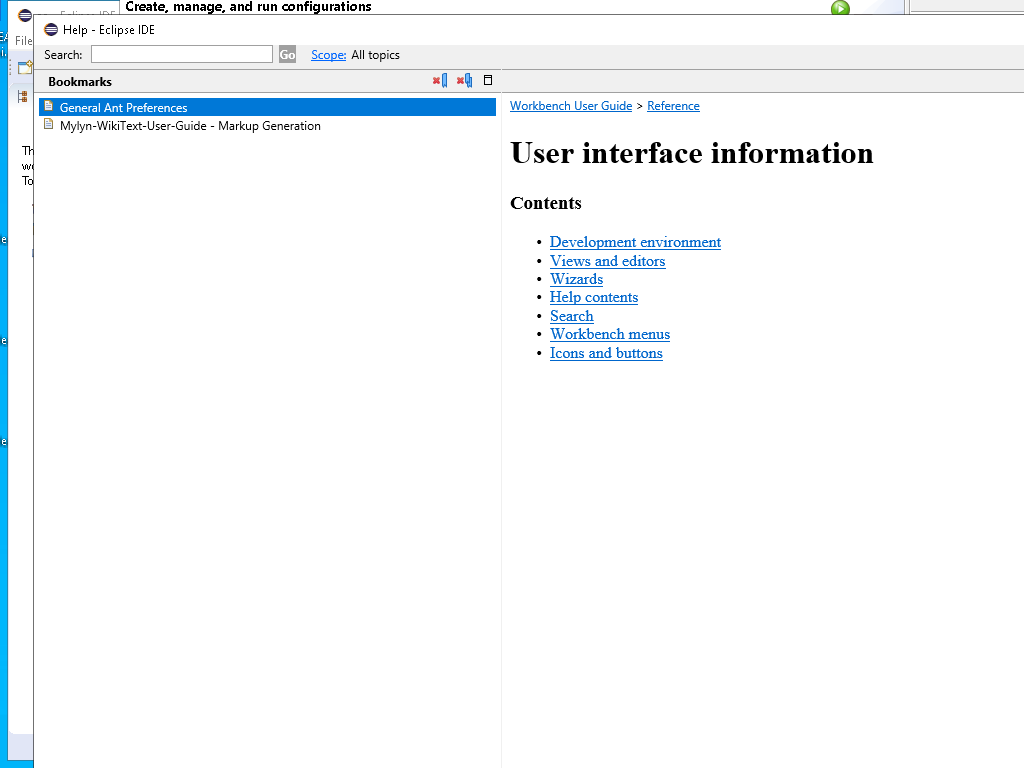 Create, manage, and run configurations
Help - Eclipse IDE
File
Search:
Go
Scope:
All topics
Bookmarks
General Ant Preferences
Mylyn-WikiText-User-Guide - Markup Generation
Workbench User Guide > Reference
User interface information
Contents
• Development environment
• Views and editors
• Wizards
• Help contents
• Search
• Workbench menus
• Icons and buttons